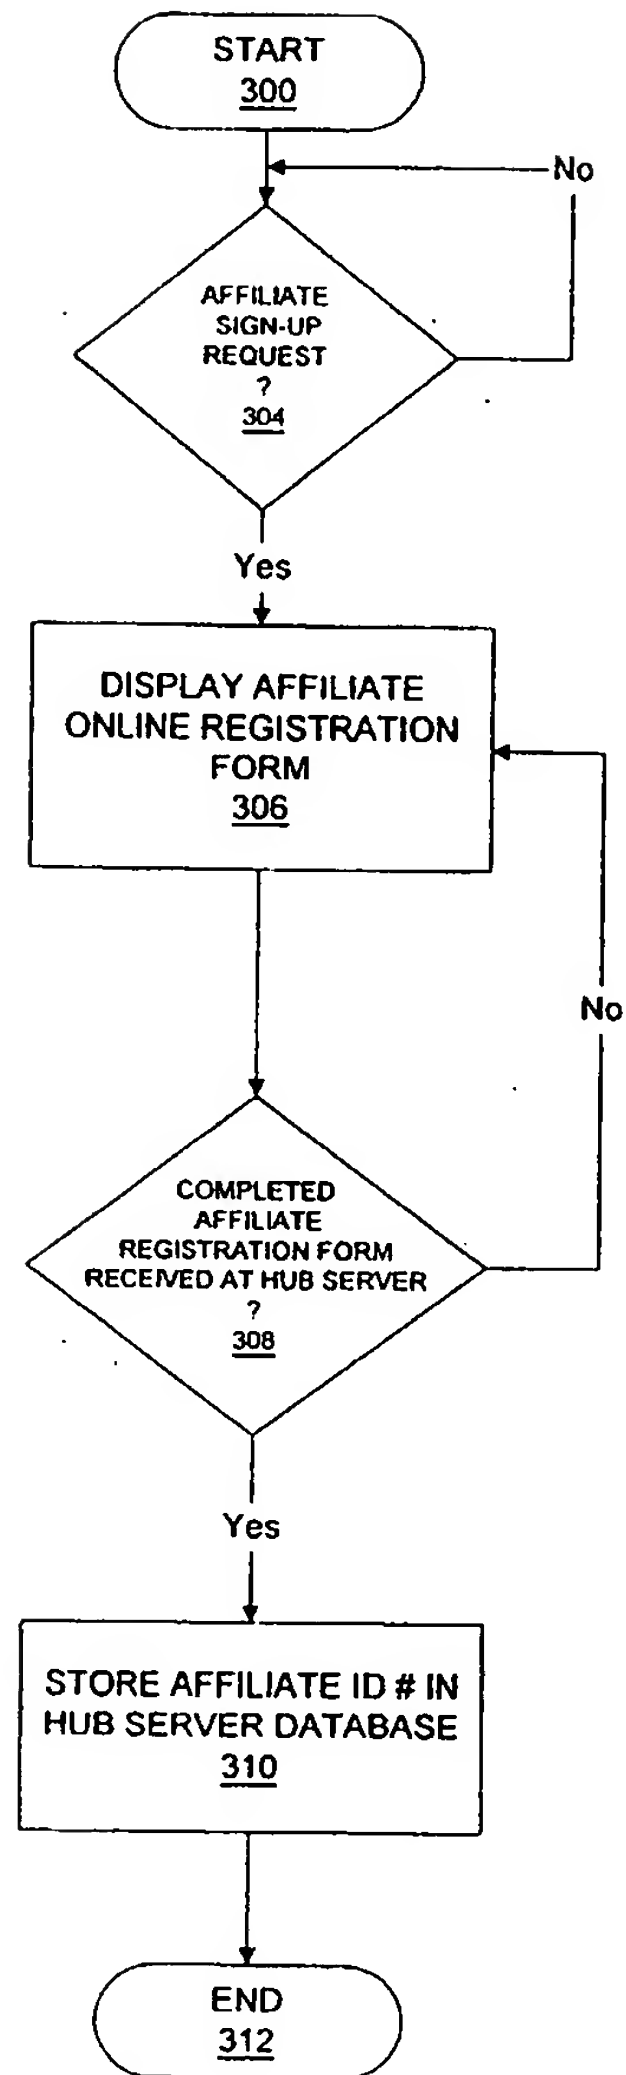 START
300
No
AFFILIATE
SIGN-UP
REQUEST
?
304
Yes
DISPLAY AFFILIATE
ONLINE REGISTRATION
FORM
306
No
COMPLETED
AFFILIATE
REGISTRATION FORM
RECEIVED AT HUB SERVER
?
308
Yes
STORE AFFILIATE ID # IN
HUB SERVER DATABASE
310
END
312